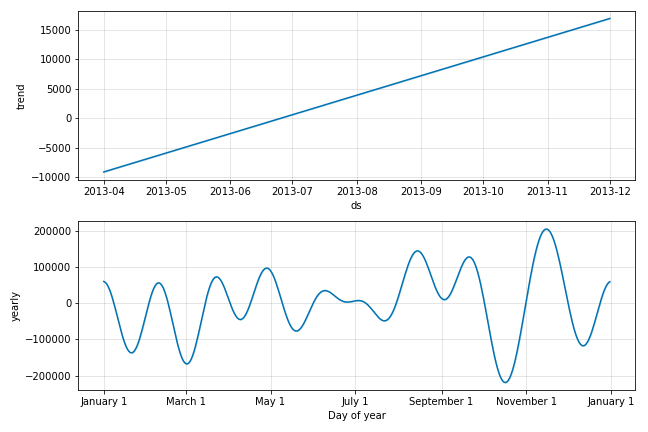 15000
10000
5000
0
−5000
−10000
trend
2013-04 2013-05 2013-06 2013-07 2013-08 2013-09 2013-10 2013-11 2013-12
ds
200000
100000
0
−100000
−200000
yearly
January 1 March 1 May 1 July 1 September 1 November 1 January 1
Day of year